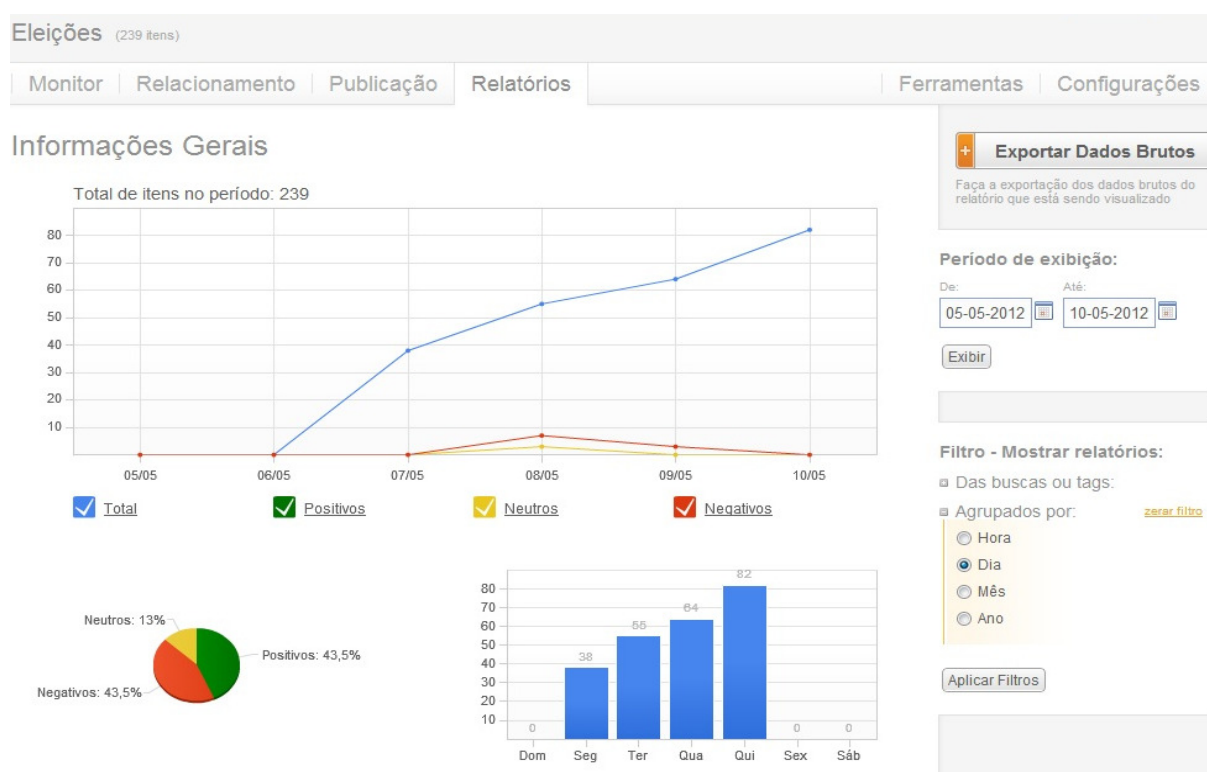 Eleições (239 itens)
Monitor Relacionamento Publicação Relatórios Ferramentas Configurações
Informações Gerais
Total de itens no período: 239
80
70
60
50
40
30
20
10
05/05 06/05 07/05 08/05 09/05 10/05
Total Positivos Neutros Negativos
Neutros: 13%
Positivos: 43,5%
Negativos: 43,5%
80
70
60
50
40
30
20
10
0 38 55 64 82 0 0
Dom Seg Ter Qua Qui Sex Sáb
+ Exportar Dados Brutos
Faça a exportação dos dados brutos do
relatório que está sendo visualizado
Período de exibição:
De: Até:
05-05-2012 10-05-2012
Exibir
Filtro - Mostrar relatórios:
Das buscas ou tags:
Agrupados por: zerar filtro
Hora
Dia
Mês
Ano
Aplicar Filtros